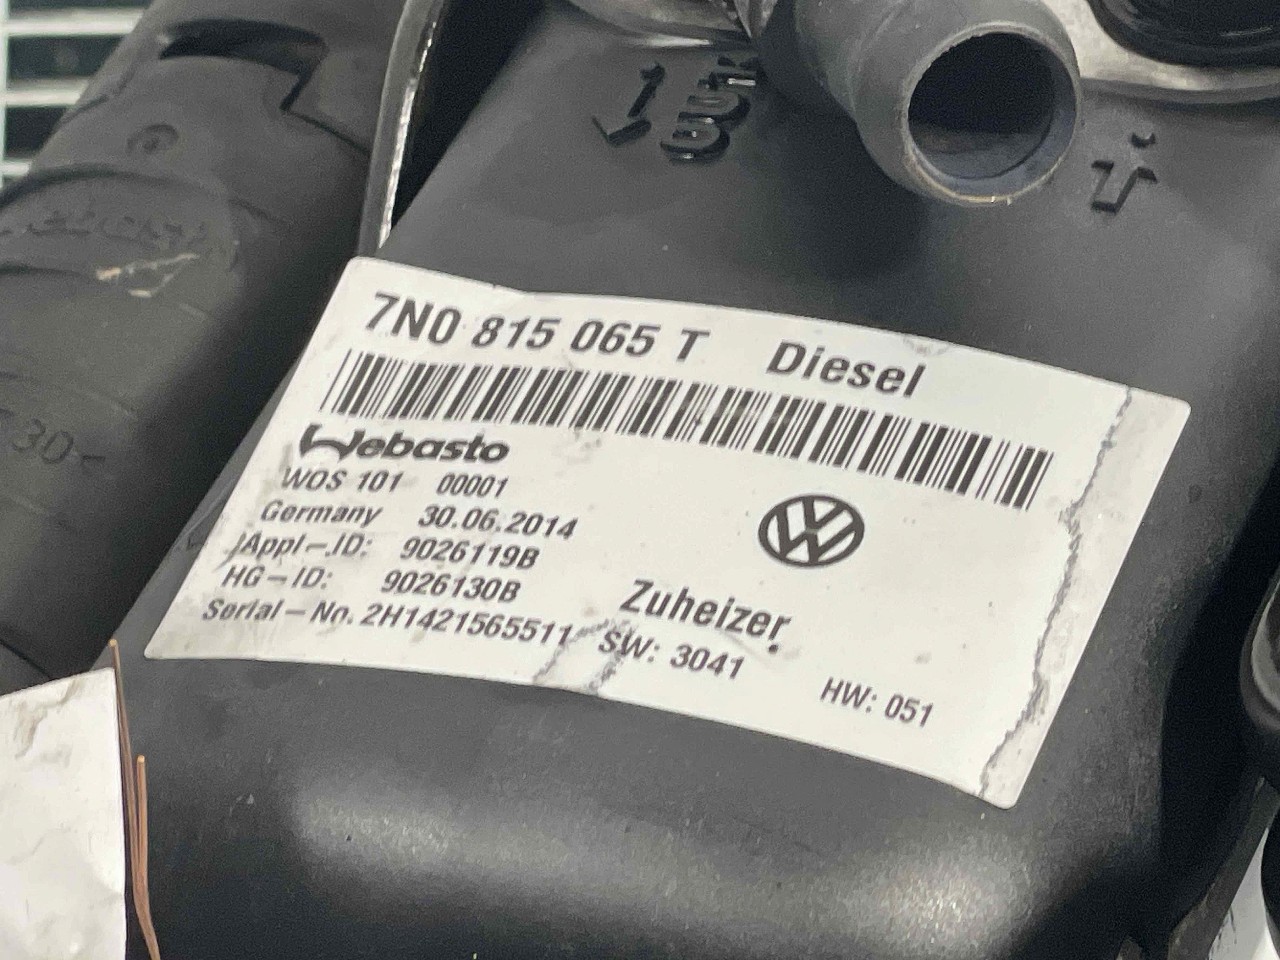 7N0 815 065 T Diesel
Webasto
WOS 101 00001
Germany 30.06.2014
Appl-.ID: 9026119B
HG-ID: 9026130B
Serial-No. 2H1421565511 SW: 3041
Zuheizer
HW: 051